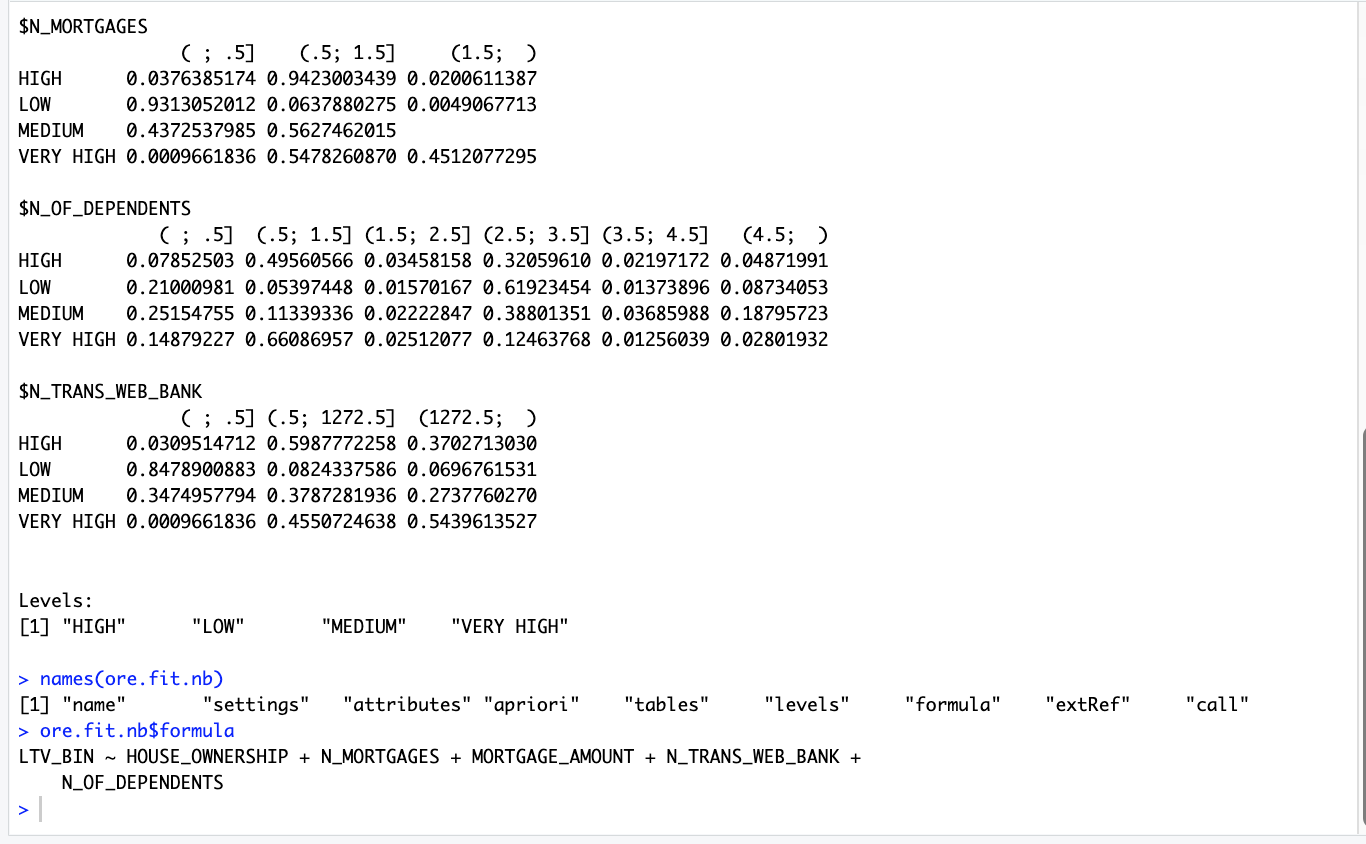 $N_MORTGAGES
               ( ; .5]    (.5; 1.5]     (1.5;  )
HIGH      0.0376385174 0.9423003439 0.0200611387
LOW       0.9313052012 0.0637880275 0.0049067713
MEDIUM    0.4372537985 0.5627462015
VERY HIGH 0.0009661836 0.5478260870 0.4512077295

$N_OF_DEPENDENTS
             ( ; .5]  (.5; 1.5] (1.5; 2.5] (2.5; 3.5] (3.5; 4.5]   (4.5;  )
HIGH      0.07852503 0.49560566 0.03458158 0.32059610 0.02197172 0.04871991
LOW       0.21000981 0.05397448 0.01570167 0.61923454 0.01373896 0.08734053
MEDIUM    0.25154755 0.11339336 0.02222847 0.38801351 0.03685988 0.18795723
VERY HIGH 0.14879227 0.66086957 0.02512077 0.12463768 0.01256039 0.02801932

$N_TRANS_WEB_BANK
               ( ; .5] (.5; 1272.5]  (1272.5;  )
HIGH      0.0309514712 0.5987772258 0.3702713030
LOW       0.8478900883 0.0824337586 0.0696761531
MEDIUM    0.3474957794 0.3787281936 0.2737760270
VERY HIGH 0.0009661836 0.4550724638 0.5439613527

Levels:
[1] "HIGH"      "LOW"       "MEDIUM"    "VERY HIGH"

> names(ore.fit.nb)
[1] "name"       "settings"   "attributes" "apriori"    "tables"     "levels"     "formula"    "extRef"     "call"
> ore.fit.nb$formula
LTV_BIN ~ HOUSE_OWNERSHIP + N_MORTGAGES + MORTGAGE_AMOUNT + N_TRANS_WEB_BANK +
    N_OF_DEPENDENTS
>